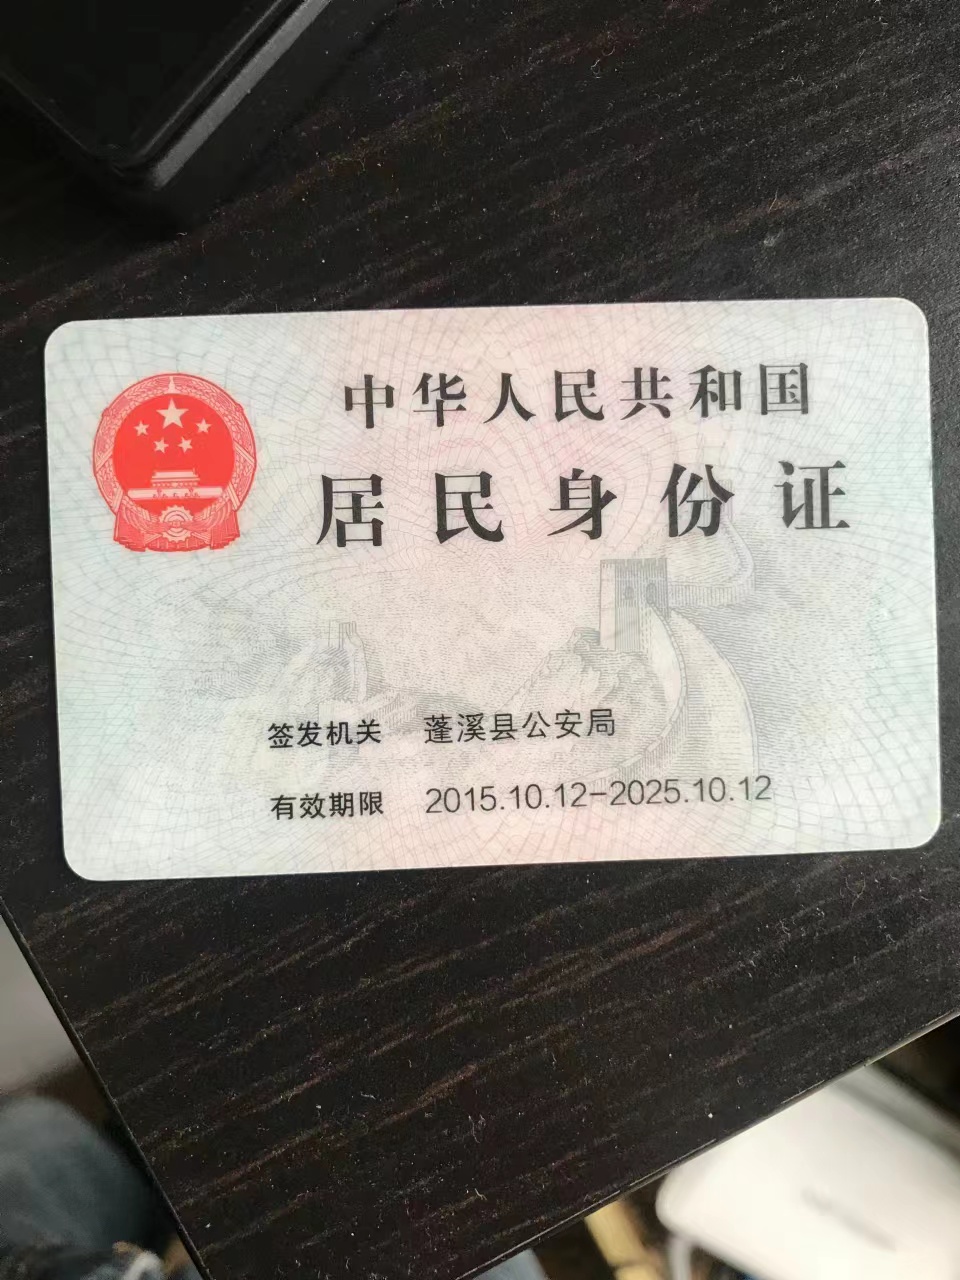 中华人民共和国
居民身份证
签发机关 蓬溪县公安局
有效期限 2015.10.12-2025.10.12